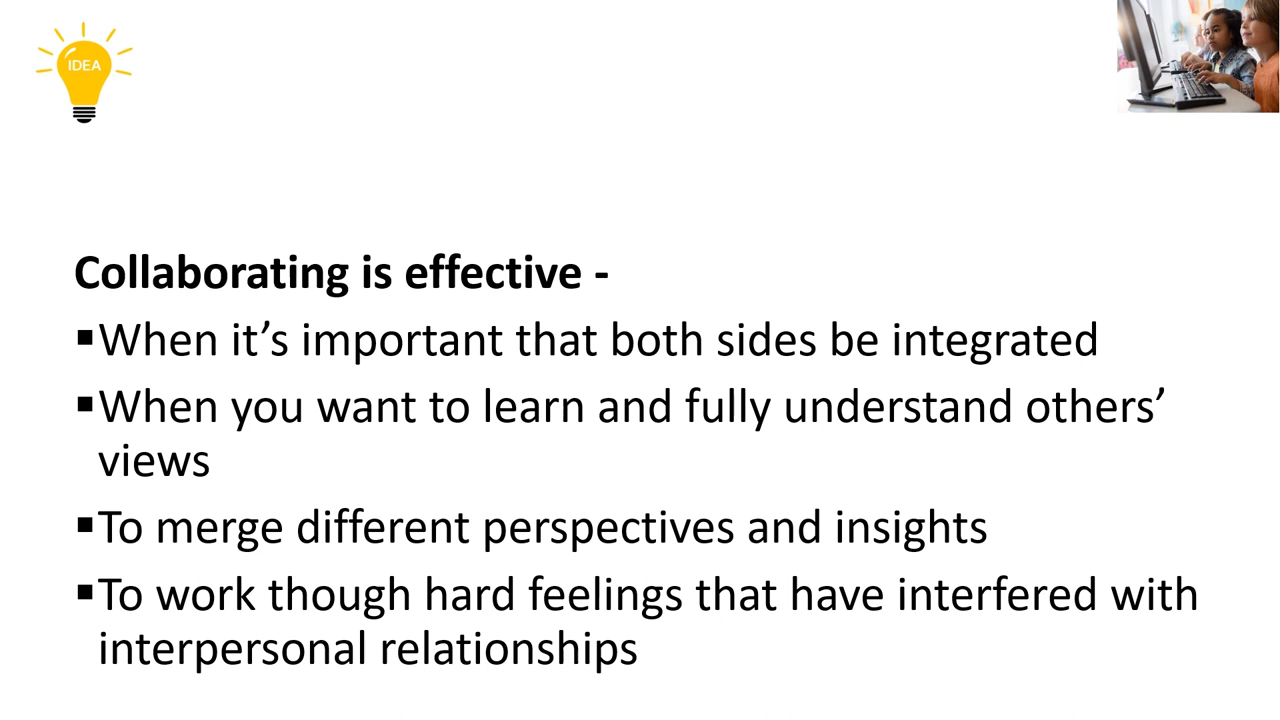 IDEA
Collaborating is effective -
▪When it’s important that both sides be integrated
▪When you want to learn and fully understand others’
views
▪To merge different perspectives and insights
▪To work though hard feelings that have interfered with
interpersonal relationships